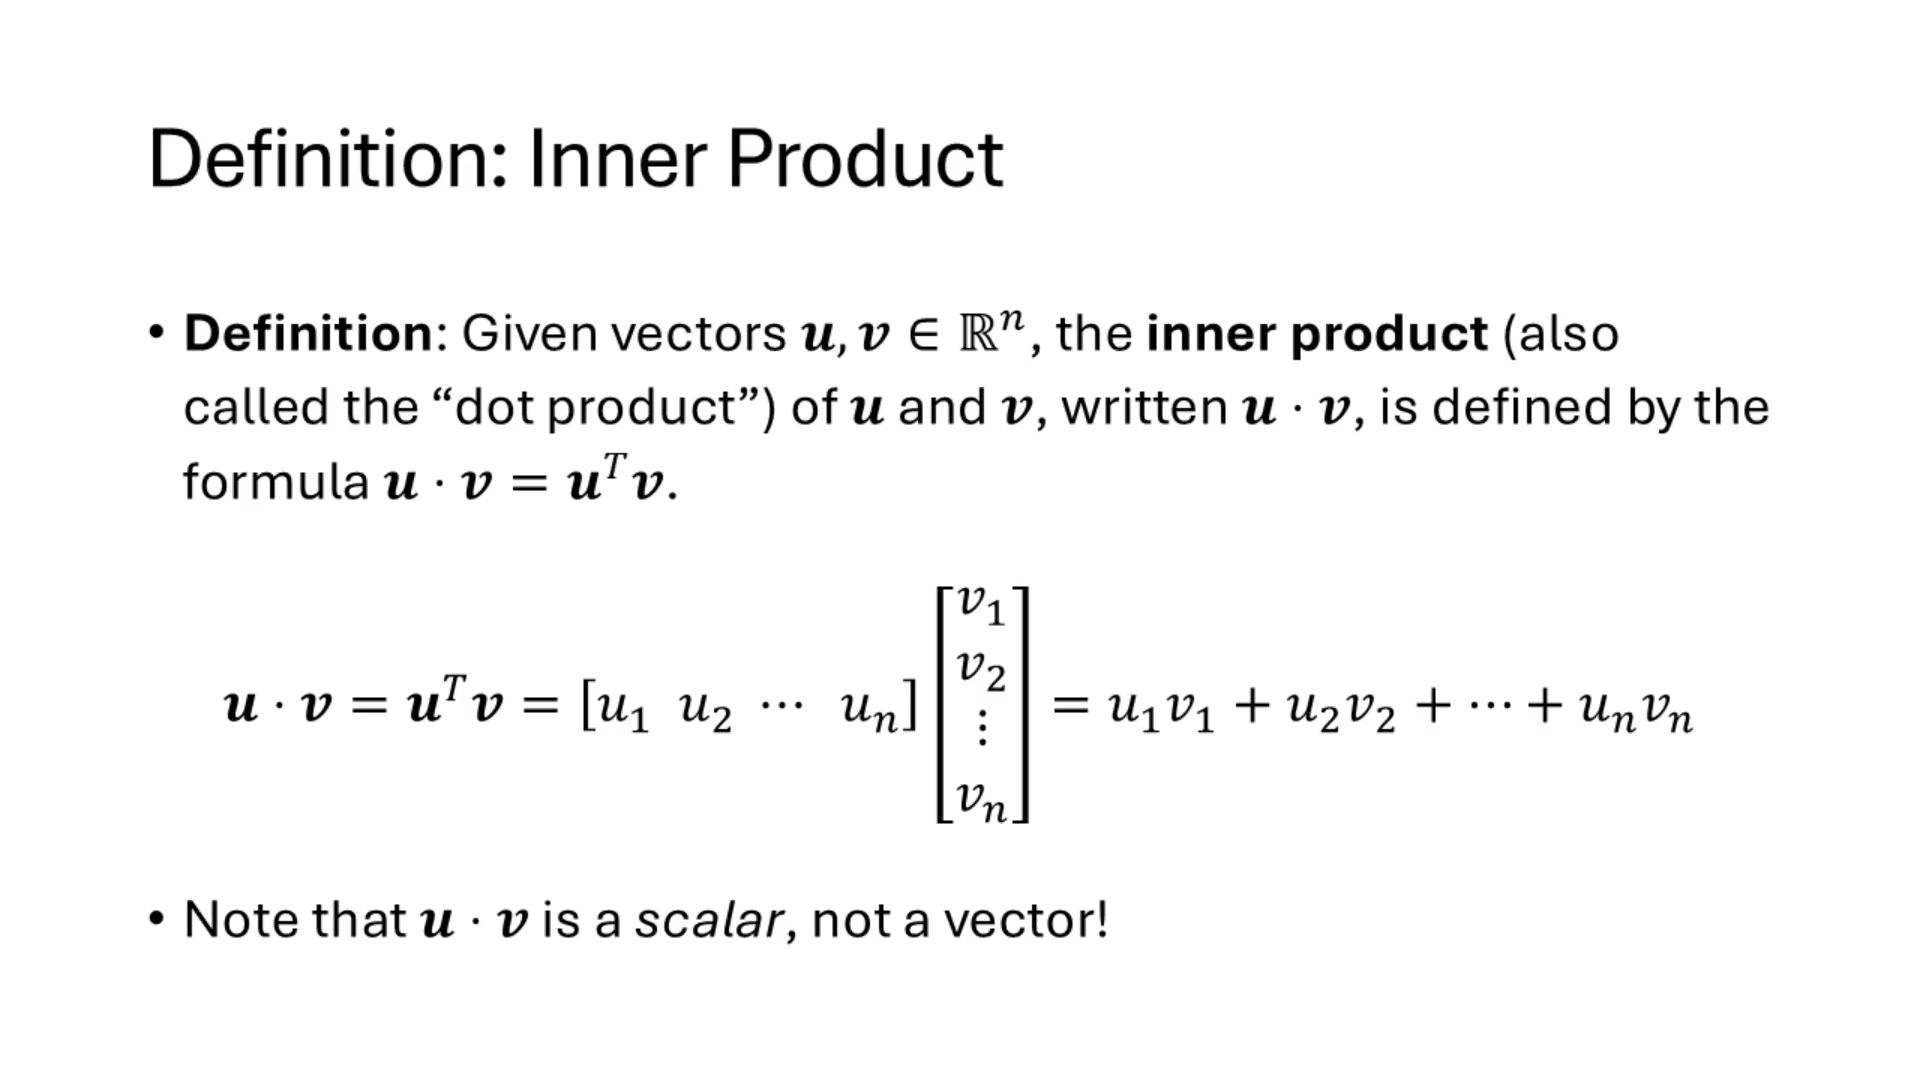 Definition: Inner Product
• Definition: Given vectors 𝒖, 𝒗 ∈ ℝⁿ, the inner product (also
called the “dot product”) of 𝒖 and 𝒗, written 𝒖 · 𝒗, is defined by the
formula 𝒖 · 𝒗 = 𝒖ᵀ𝒗.
𝒖 · 𝒗 = 𝒖ᵀ𝒗 = [u₁ u₂ ⋯ uₙ] [v₁ v₂ ⋮ vₙ] = u₁v₁ + u₂v₂ + ⋯ + uₙvₙ
• Note that 𝒖 · 𝒗 is a scalar, not a vector!